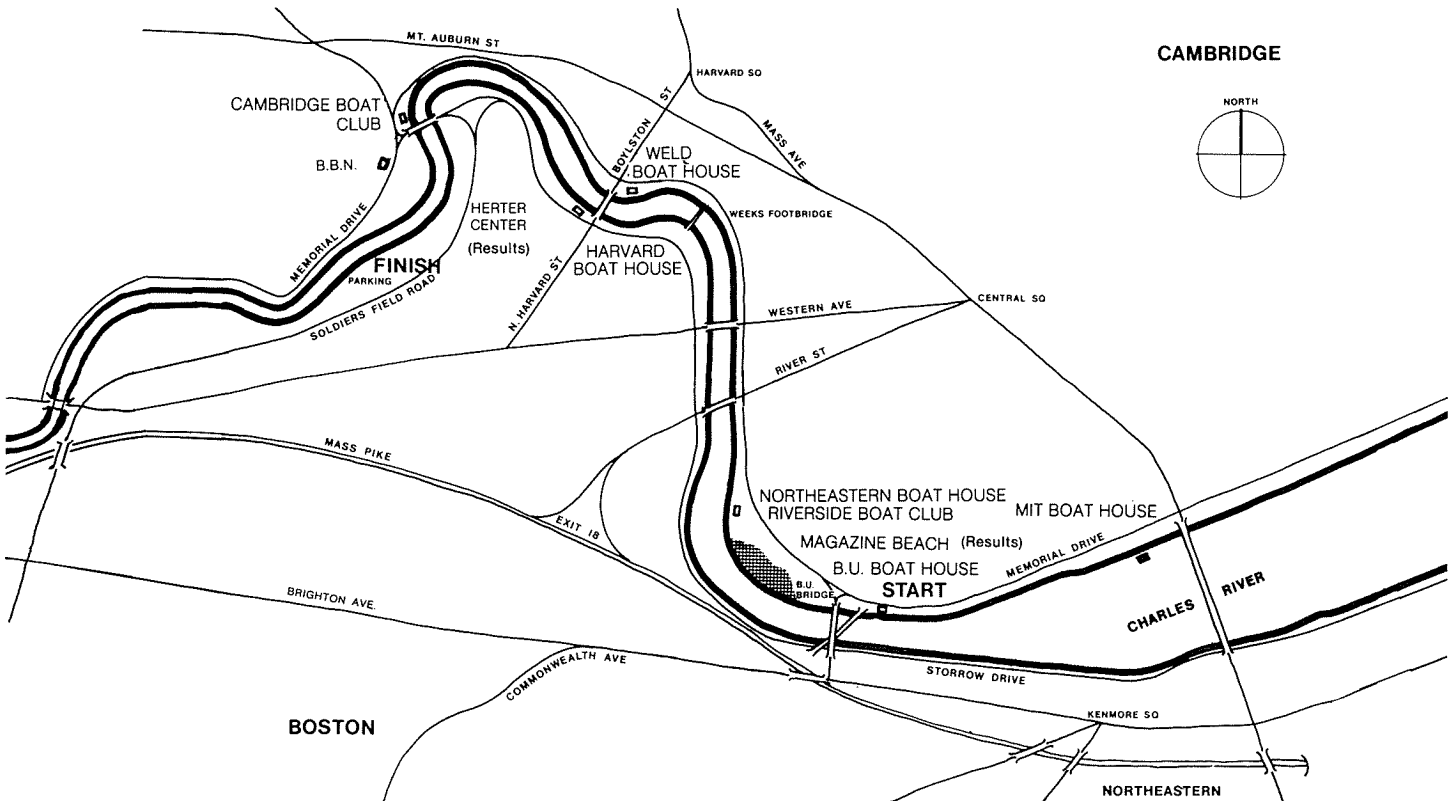 MT. AUBURN ST
CAMBRIDGE
HARVARD SQ
NORTH
CAMBRIDGE BOAT
CLUB
BOYLSTON ST
MASS AVE
B.B.N.
WELD
BOAT HOUSE
HERTER
CENTER
(Results)
WEEKS FOOTBRIDGE
MEMORIAL DRIVE
HARVARD
BOAT HOUSE
FINISH
PARKING
N. HARVARD ST
SOLDIERS FIELD ROAD
WESTERN AVE
CENTRAL SQ
RIVER ST
MASS PIKE
EXIT 18
NORTHEASTERN BOAT HOUSE
RIVERSIDE BOAT CLUB
MIT BOAT HOUSE
MAGAZINE BEACH (Results)
B.U. BOAT HOUSE
MEMORIAL DRIVE
B.U.
BRIDGE
START
CHARLES RIVER
BRIGHTON AVE.
COMMONWEALTH AVE
STORROW DRIVE
KENMORE SQ
BOSTON
NORTHEASTERN